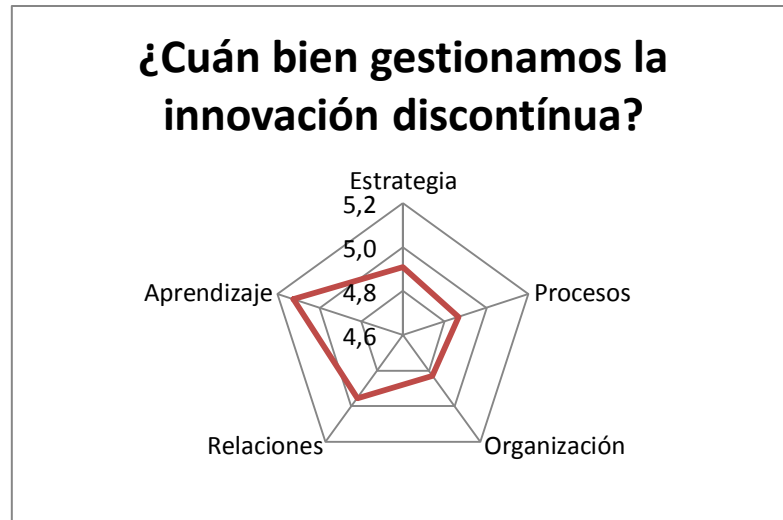 ¿Cuán bien gestionamos la
innovación discontínua?
Estrategia
5,2
5,0
4,8
4,6
Aprendizaje
Procesos
Relaciones
Organización